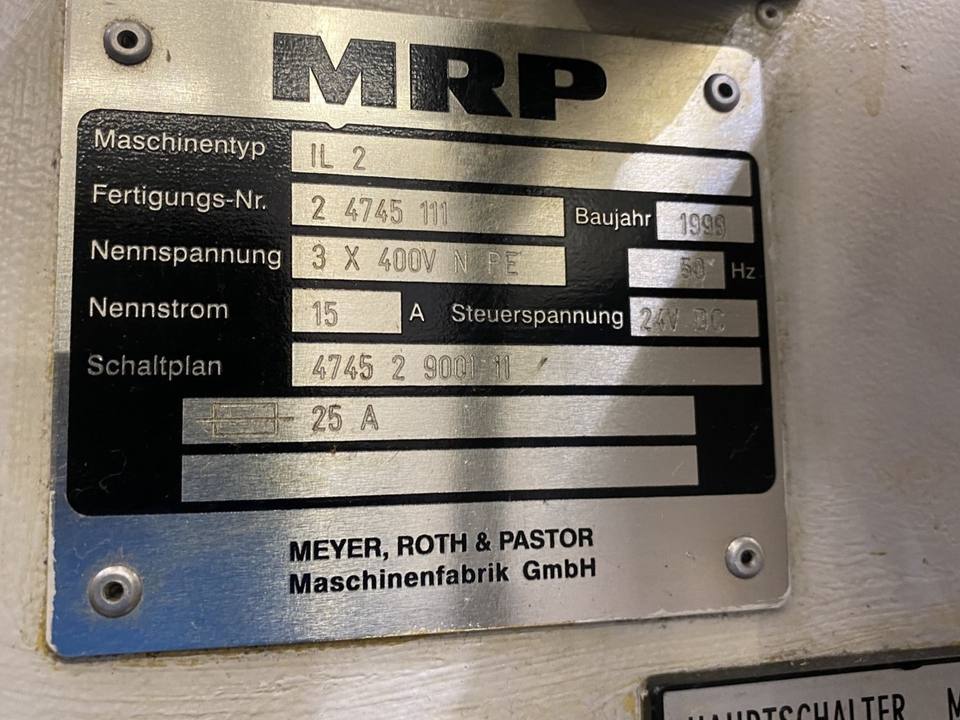 MRP
Maschinentyp IL 2
Fertigungs-Nr. 2 4745 111 Baujahr 1999
Nennspannung 3 X 400V N PE 50 Hz
Nennstrom 15 A Steuerspannung 24V DC
Schaltplan 4745 2 9001 11
25 A
MEYER, ROTH & PASTOR
Maschinenfabrik GmbH
HAUPTSCHALTER